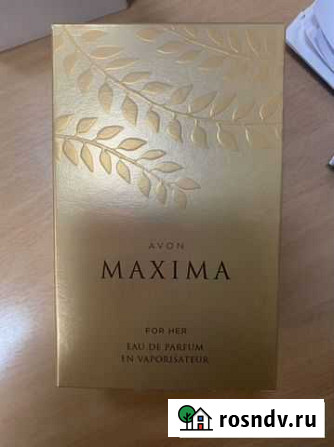 AVON
MAXIMA
FOR HER
EAU DE PARFUM
EN VAPORISATEUR
rosndv.ru